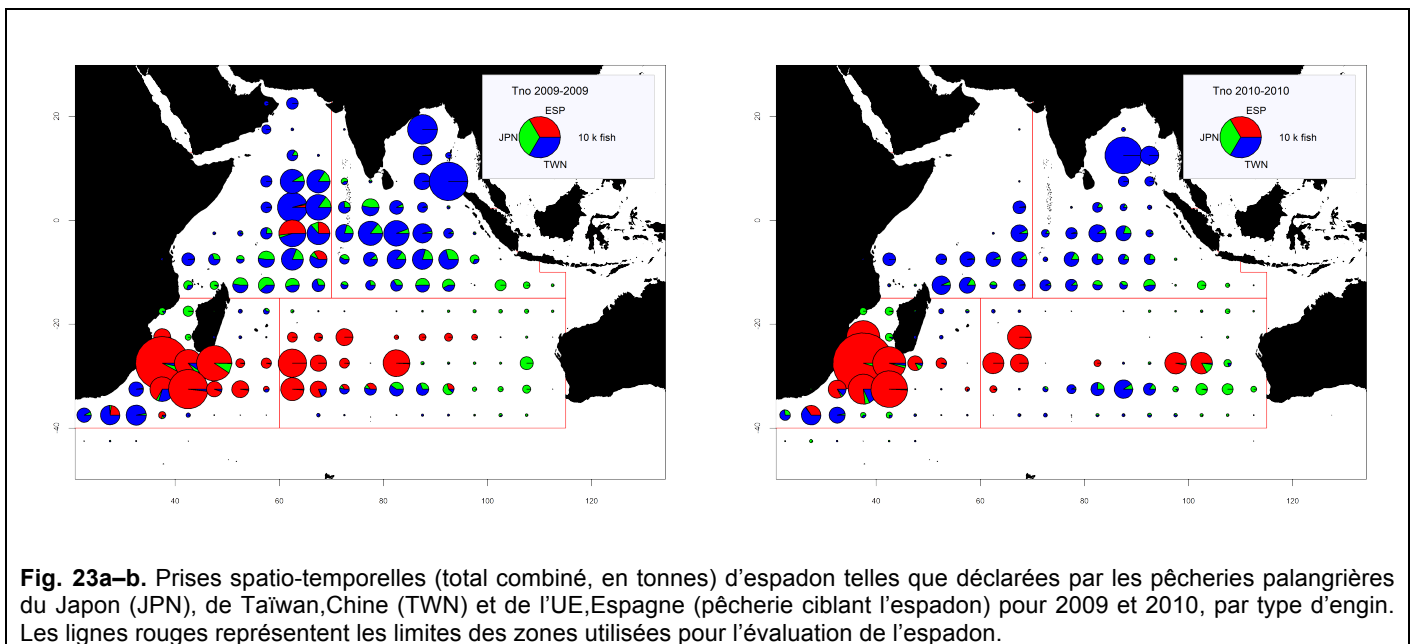 Tno 2009-2009
ESP
JPN
10 k fish
TWN
20
0
-20
-40
40
60
80
100
120
Tno 2010-2010
ESP
JPN
10 k fish
TWN
20
0
-20
-40
40
60
80
100
120
Fig. 23a–b. Prises spatio-temporelles (total combiné, en tonnes) d’espadon telles que déclarées par les pêcheries palangrières
du Japon (JPN), de Taïwan,Chine (TWN) et de l’UE,Espagne (pêcherie ciblant l’espadon) pour 2009 et 2010, par type d’engin.
Les lignes rouges représentent les limites des zones utilisées pour l’évaluation de l’espadon.